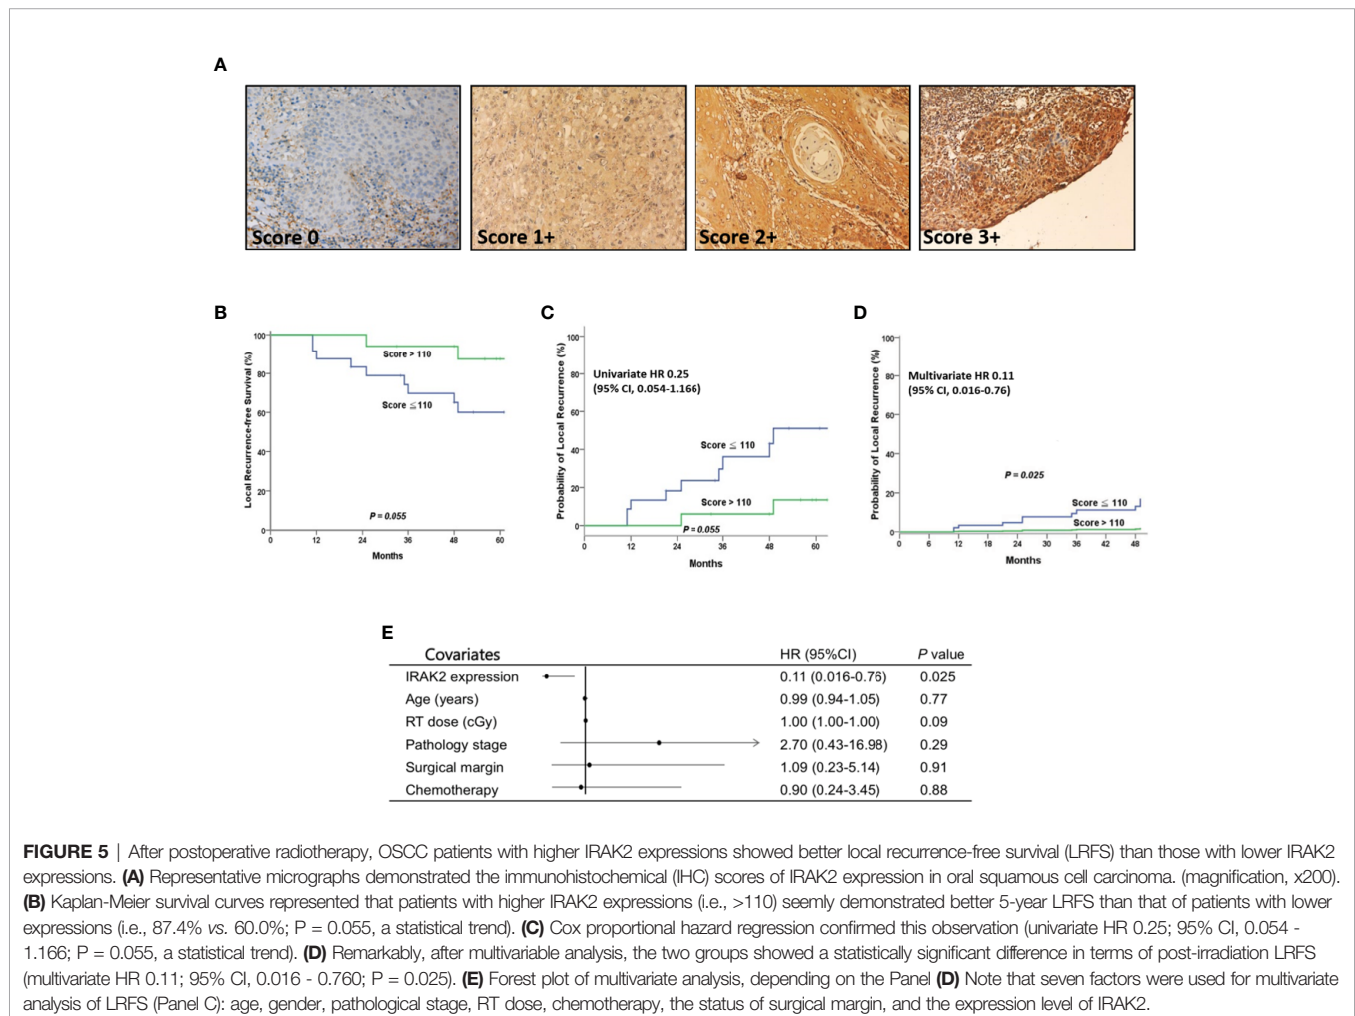 A
Score 0
Score 1+
Score 2+
Score 3+
B
Local Recurrence-free Survival (%)
100
80
60
40
20
0
Score > 110
Score ≦110
P = 0.055
0 12 24 36 48 60
Months
C
Probability of Local Recurrence (%)
100
80
60
40
20
0
Univariate HR 0.25
(95% CI, 0.054-1.166)
Score ≦ 110
Score > 110
P = 0.055
0 12 24 36 48 60
Months
D
Probability of Local Recurrence (%)
100
80
60
40
20
0
Multivariate HR 0.11
(95% CI, 0.016-0.76)
P = 0.025
Score ≦ 110
Score > 110
0 6 12 18 24 30 36 42 48
Months
E
Covariates HR (95%CI) P value
IRAK2 expression 0.11 (0.016-0.76) 0.025
Age (years) 0.99 (0.94-1.05) 0.77
RT dose (cGy) 1.00 (1.00-1.00) 0.09
Pathology stage 2.70 (0.43-16.98) 0.29
Surgical margin 1.09 (0.23-5.14) 0.91
Chemotherapy 0.90 (0.24-3.45) 0.88
FIGURE 5 | After postoperative radiotherapy, OSCC patients with higher IRAK2 expressions showed better local recurrence-free survival (LRFS) than those with lower IRAK2
expressions. (A) Representative micrographs demonstrated the immunohistochemical (IHC) scores of IRAK2 expression in oral squamous cell carcinoma. (magnification, x200).
(B) Kaplan-Meier survival curves represented that patients with higher IRAK2 expressions (i.e., >110) seemly demonstrated better 5-year LRFS than that of patients with lower
expressions (i.e., 87.4% vs. 60.0%; P = 0.055, a statistical trend). (C) Cox proportional hazard regression confirmed this observation (univariate HR 0.25; 95% CI, 0.054 -
1.166; P = 0.055, a statistical trend). (D) Remarkably, after multivariable analysis, the two groups showed a statistically significant difference in terms of post-irradiation LRFS
(multivariate HR 0.11; 95% CI, 0.016 - 0.760; P = 0.025). (E) Forest plot of multivariate analysis, depending on the Panel (D) Note that seven factors were used for multivariate
analysis of LRFS (Panel C): age, gender, pathological stage, RT dose, chemotherapy, the status of surgical margin, and the expression level of IRAK2.